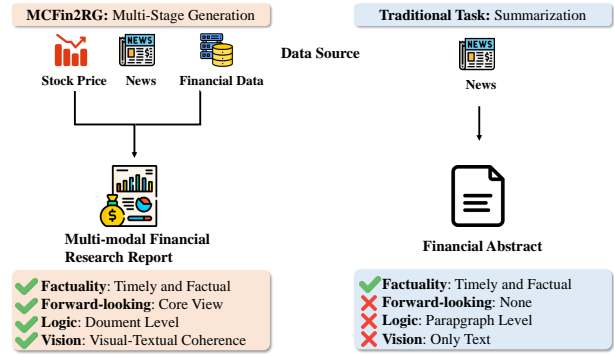 MCFin2RG: Multi-Stage Generation
Traditional Task: Summarization
NEWS
NEWS
Data Source
Stock Price
News
Financial Data
News
Multi-modal Financial
Research Report
Financial Abstract
Factuality: Timely and Factual
Forward-looking: Core View
Logic: Doument Level
Vision: Visual-Textual Coherence
Factuality: Timely and Factual
Forward-looking: None
Logic: Parapgraph Level
Vision: Only Text